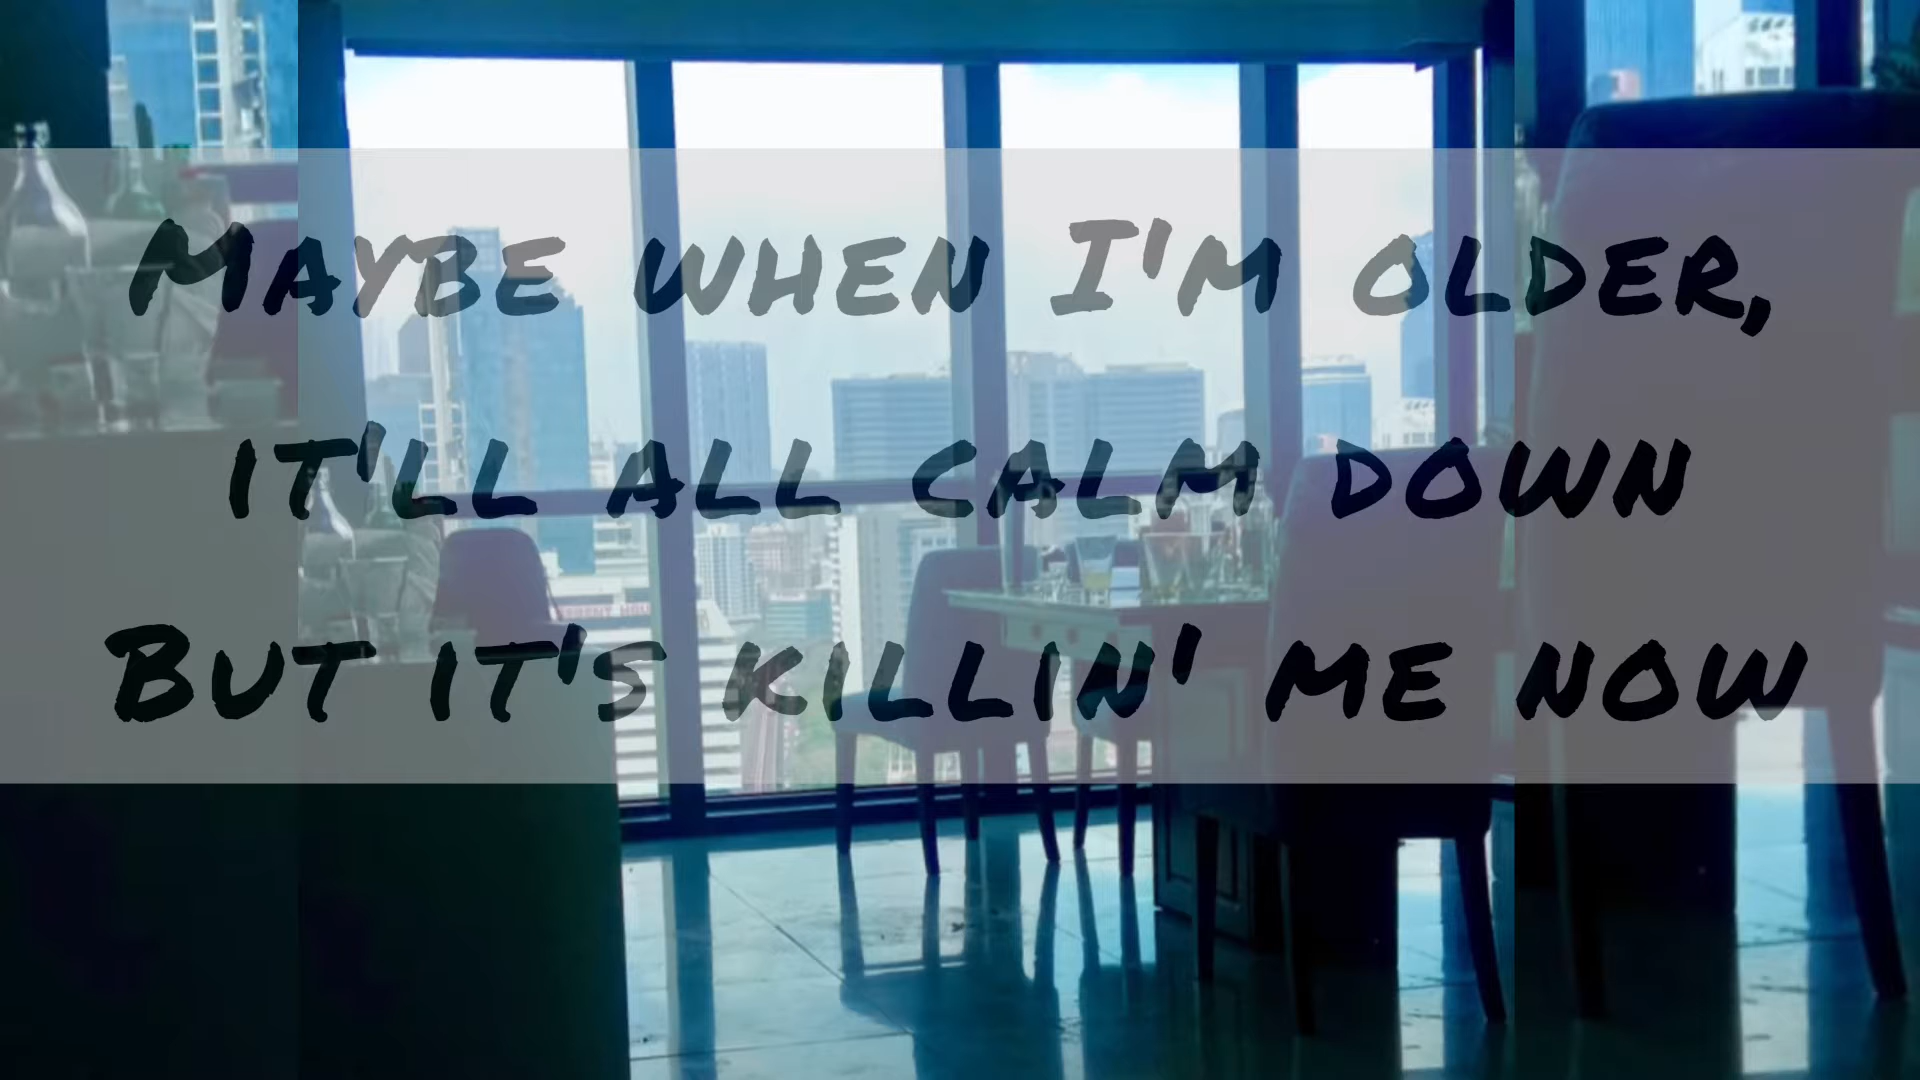 Maybe when I'm older,
it'll all calm down
But it's killin' me now